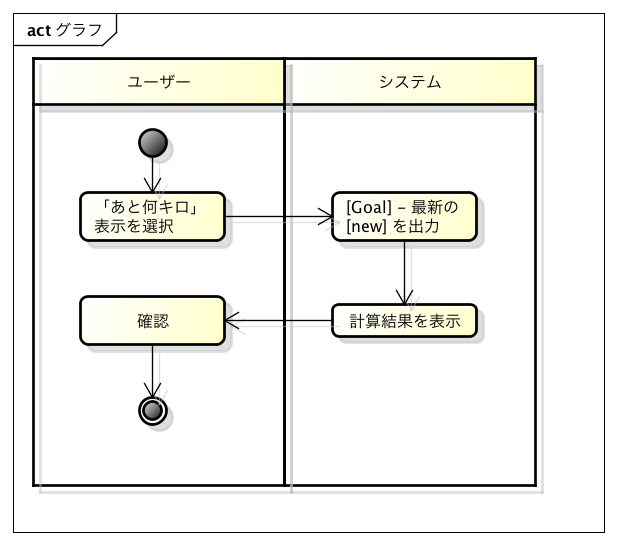 act グラフ
ユーザー
システム
「あと何キロ」
表示を選択
[Goal] – 最新の
[new] を出力
確認
計算結果を表示